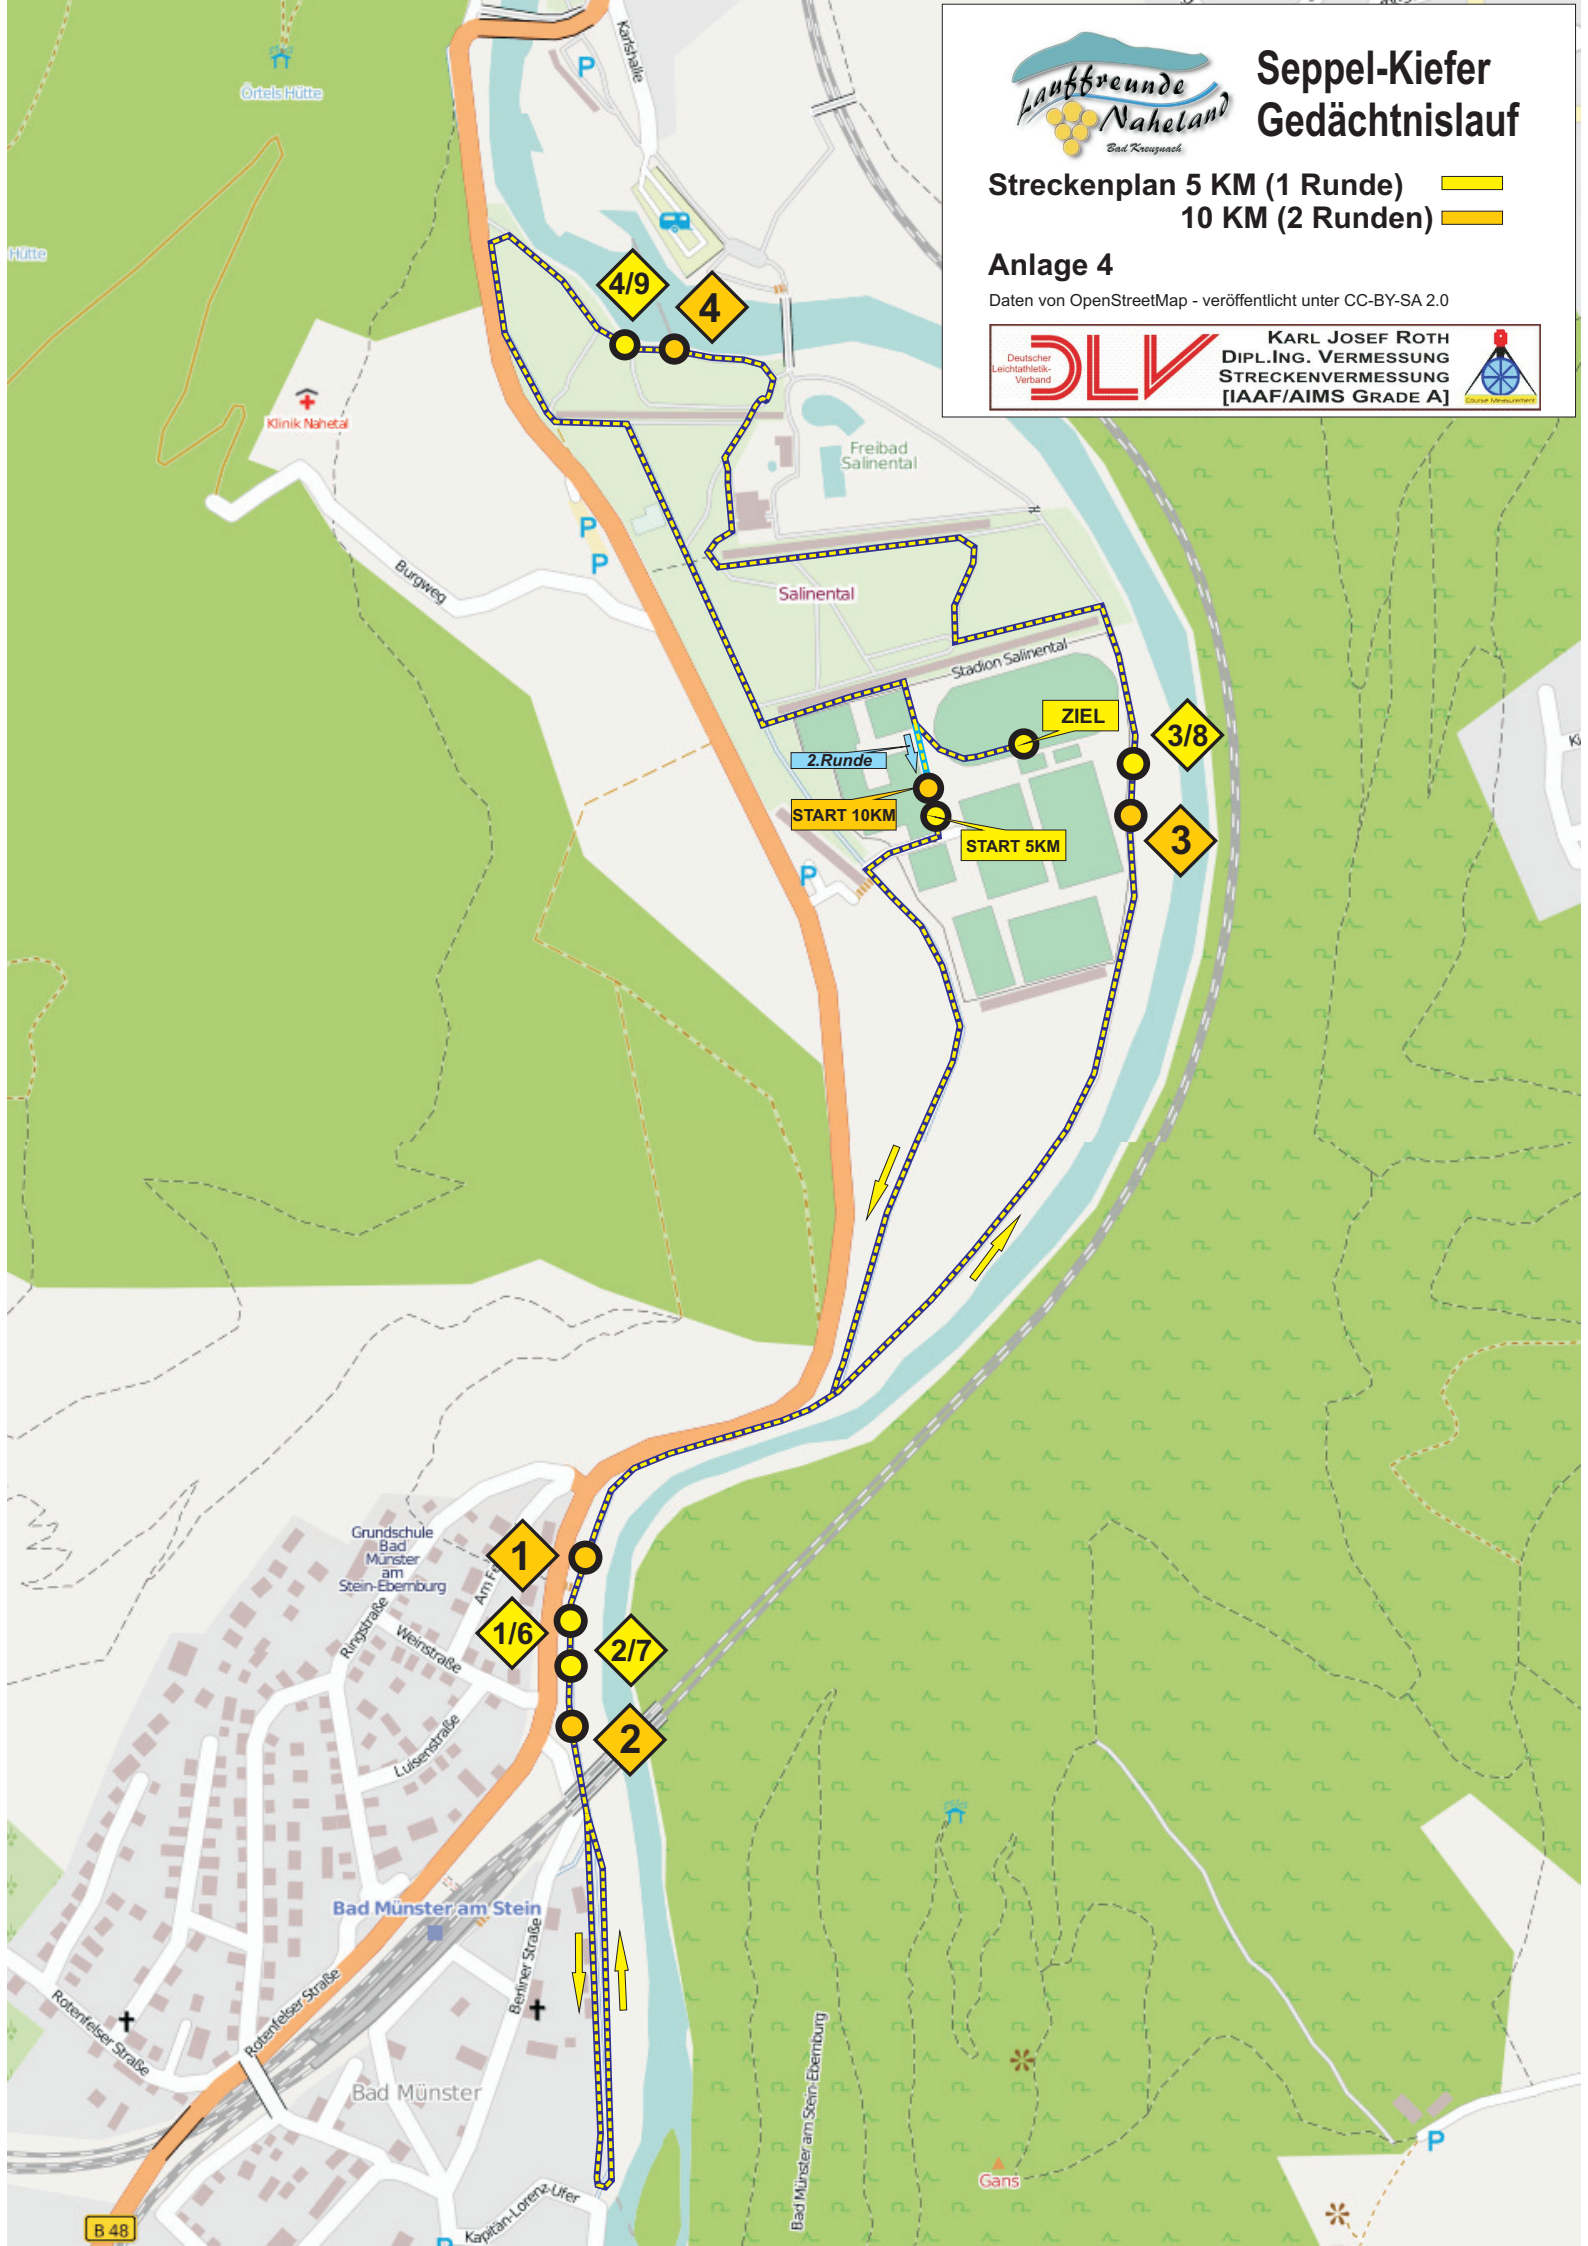 Lauffreunde
Naheland
Bad Kreuznach
Seppel-Kiefer
Gedächtnislauf
Streckenplan 5 KM (1 Runde)
10 KM (2 Runden)
Anlage 4
Daten von OpenStreetMap - veröffentlicht unter CC-BY-SA 2.0
Deutscher
Leichtathletik-
Verband
DLV
KARL JOSEF ROTH
DIPL.ING. VERMESSUNG
STRECKENVERMESSUNG
[IAAF/AIMS GRADE A]
Course Measurement
Karlshalle
P
Örtels Hütte
Hütte
4/9
4
Klinik Nahetal
Freibad
Salinental
P
P
Burgweg
Salinental
Stadion Salinental
ZIEL
3/8
2.Runde
START 10KM
START 5KM
3
P
Grundschule
Bad
Münster
am
Stein-Ebernburg
1
1/6
2/7
2
Ringstraße
Weinstraße
Luisenstraße
Bad Münster am Stein
Berliner Straße
Rotenfelser Straße
Rotenfelser Straße
Bad Münster
Bad Münster am Stein-Ebernburg
Gans
P
Kapitän-Lorenz-Ufer
B 48
P